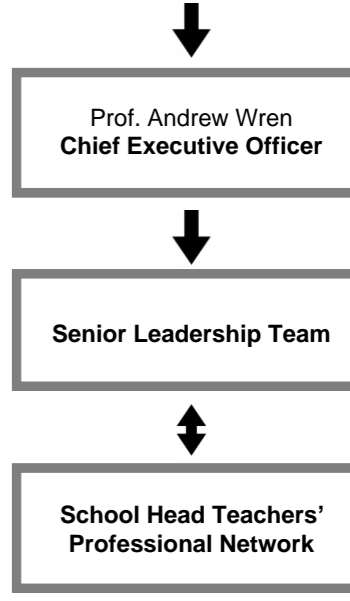 Prof. Andrew Wren
Chief Executive Officer
Senior Leadership Team
School Head Teachers’
Professional Network